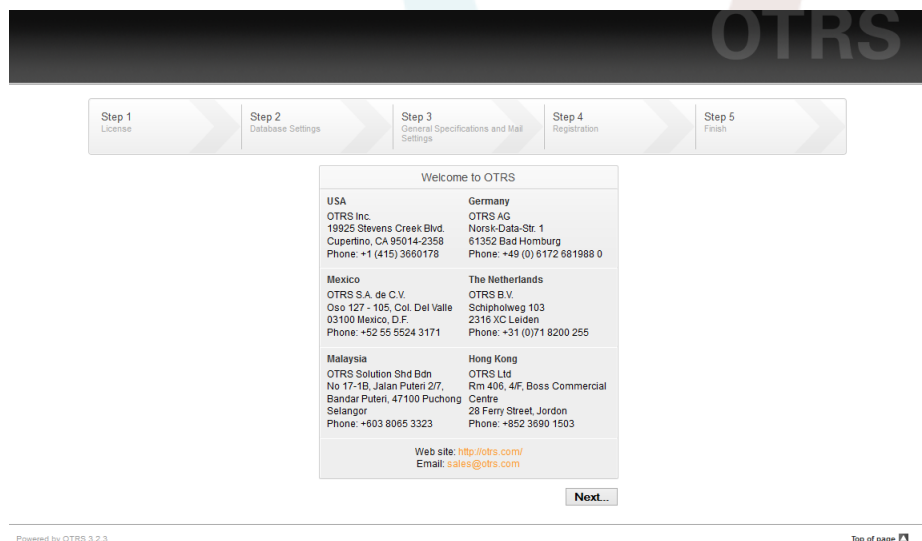 OTRS
Step 1
License
Step 2
Database Settings
Step 3
General Specifications and Mail
Settings
Step 4
Registration
Step 5
Finish
Welcome to OTRS
USA
OTRS Inc.
19925 Stevens Creek Blvd.
Cupertino, CA 95014-2358
Phone: +1 (415) 3660178
Germany
OTRS AG
Norsk-Data-Str. 1
61352 Bad Homburg
Phone: +49 (0) 6172 681988 0
Mexico
OTRS S.A. de C.V.
Oso 127 - 105, Col. Del Valle
03100 Mexico, D.F.
Phone: +52 55 5524 3171
The Netherlands
OTRS B.V.
Schipholweg 103
2316 XC Leiden
Phone: +31 (0)71 8200 255
Malaysia
OTRS Solution Shd Bdn
No 17-1B, Jalan Puteri 2/7,
Bandar Puteri, 47100 Puchong
Selangor
Phone: +603 8065 3323
Hong Kong
OTRS Ltd
Rm 406, 4/F, Boss Commercial
Centre
28 Ferry Street, Jordon
Phone: +852 3690 1503
Web site: http://otrs.com/
Email: sales@otrs.com
Next...
Powered by OTRS 3.2.3
Top of page